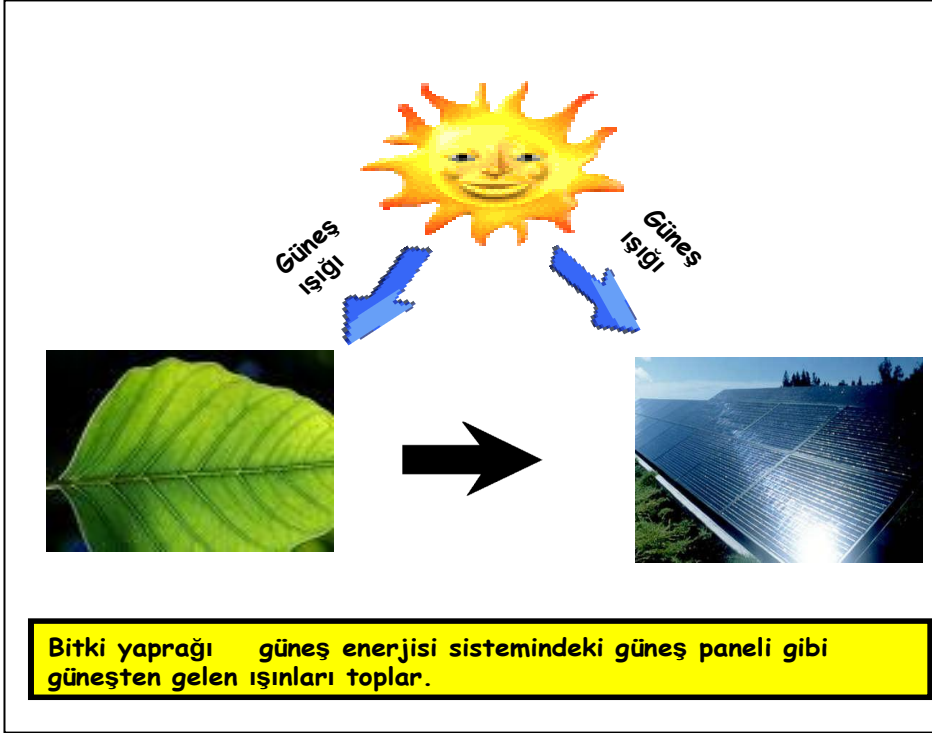 Güneş
ışığı
Güneş
ışığı
Bitki yaprağı güneş enerjisi sistemindeki güneş paneli gibi
güneşten gelen ışınları toplar.